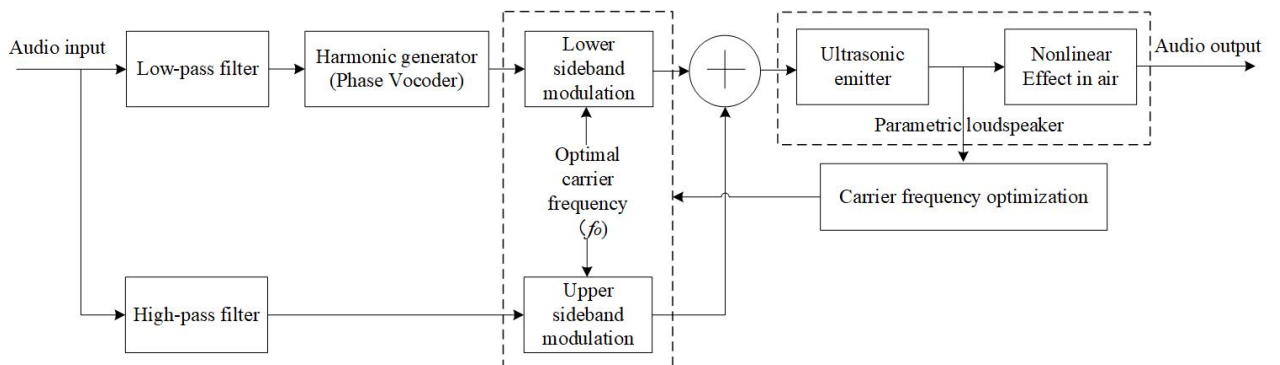 Audio input
Low-pass filter
Harmonic generator
(Phase Vocoder)
Lower
sideband
modulation
Ultrasonic
emitter
Nonlinear
Effect in air
Audio output
Parametric loudspeaker
Optimal
carrier
frequency
(fo)
Carrier frequency optimization
High-pass filter
Upper
sideband
modulation